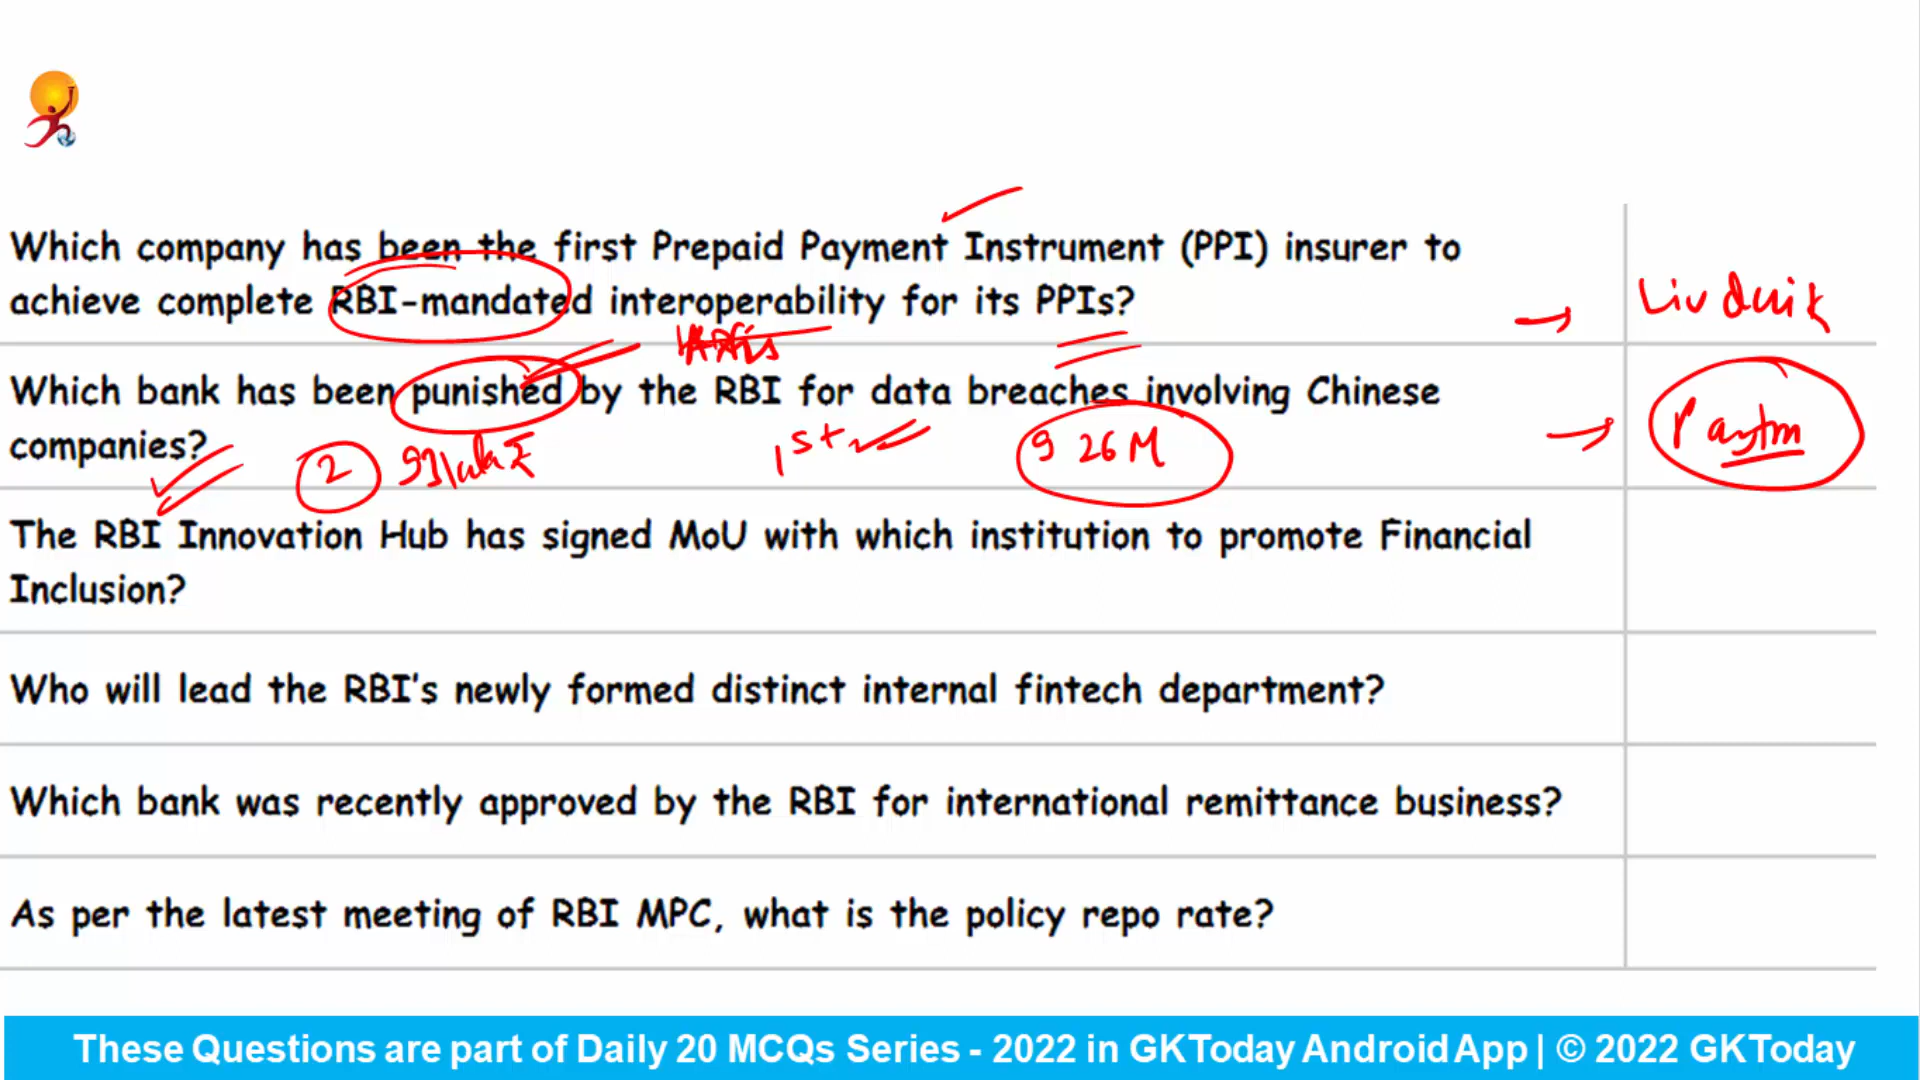 Which company has been the first Prepaid Payment Instrument (PPI) insurer to
achieve complete RBI-mandated interoperability for its PPIs?
Liv Quik
Which bank has been punished by the RBI for data breaches involving Chinese
companies?
2
1st
926M
Paytm
The RBI Innovation Hub has signed MoU with which institution to promote Financial
Inclusion?
Who will lead the RBI's newly formed distinct internal fintech department?
Which bank was recently approved by the RBI for international remittance business?
As per the latest meeting of RBI MPC, what is the policy repo rate?
These Questions are part of Daily 20 MCQs Series - 2022 in GKToday Android App | © 2022 GKToday